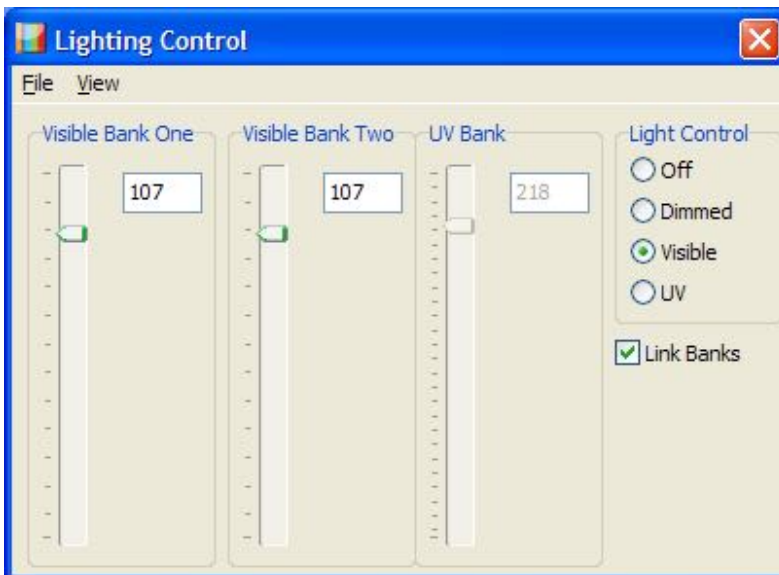 Lighting Control
File View
Visible Bank One
107
Visible Bank Two
107
UV Bank
218
Light Control
Off
Dimmed
Visible
UV
Link Banks